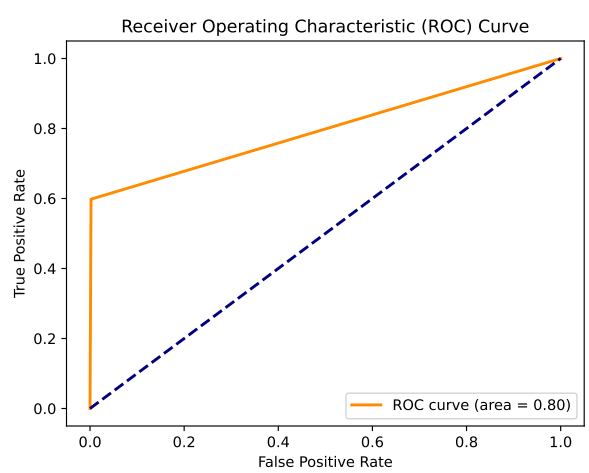 Receiver Operating Characteristic (ROC) Curve
True Positive Rate
1.0
0.8
0.6
0.4
0.2
0.0
ROC curve (area = 0.80)
0.0 0.2 0.4 0.6 0.8 1.0
False Positive Rate